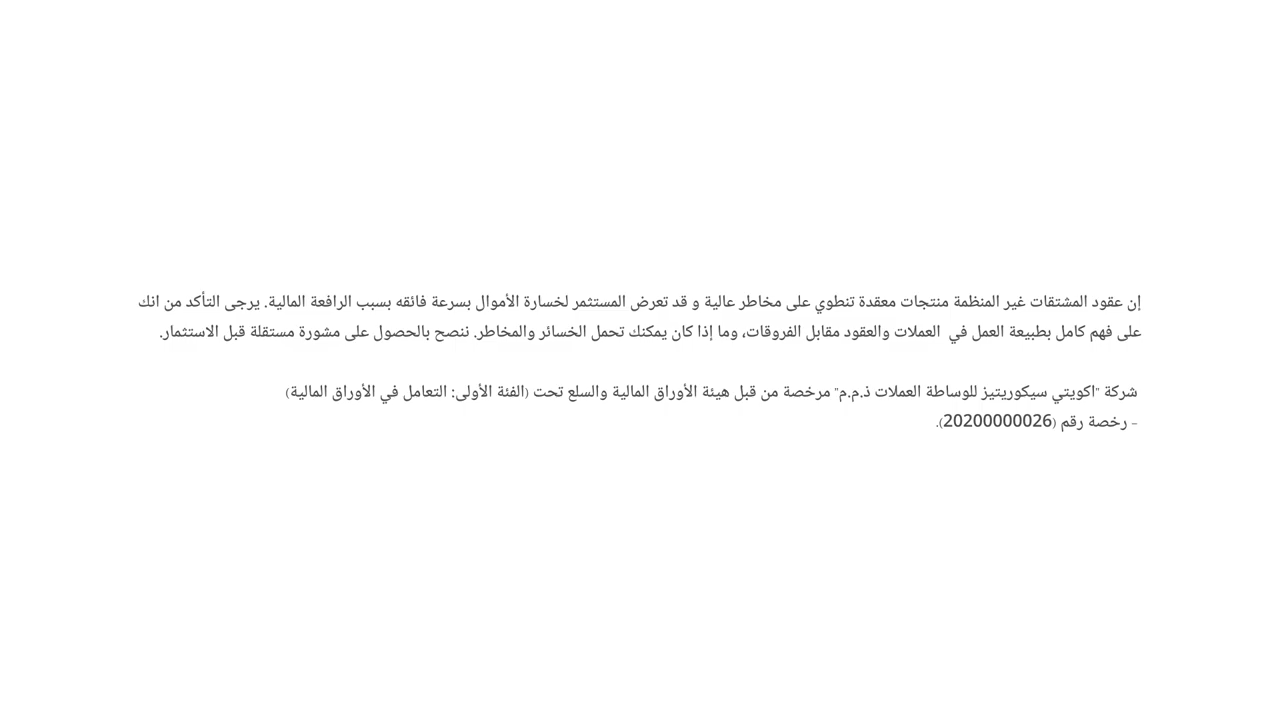 إن عقود المشتقات غير المنظمة منتجات معقدة تنطوي على مخاطر عالية و قد تعرض المستثمر لخسارة الأموال بسرعة فائقه بسبب الرافعة المالية. يرجى التأكد من انك
على فهم كامل بطبيعة العمل في العملات والعقود مقابل الفروقات، وما إذا كان يمكنك تحمل الخسائر والمخاطر. ننصح بالحصول على مشورة مستقلة قبل الاستثمار.
شركة "اكويتي سيكوريتيز للوساطة العملات ذ.م.م" مرخصة من قبل هيئة الأوراق المالية والسلع تحت (الفئة الأولى: التعامل في الأوراق المالية)
– رخصة رقم (20200000026).